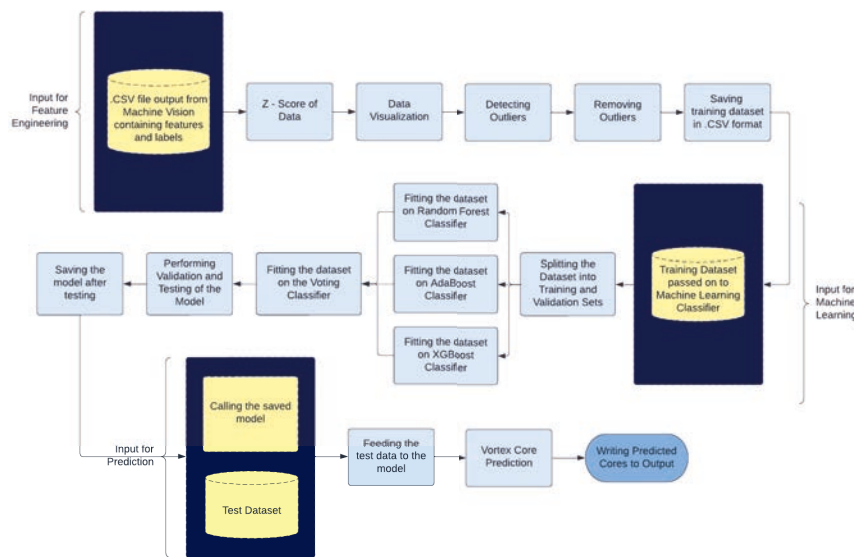 Input for
Feature
Engineering
.CSV file output from
Machine Vision
containing features
and labels
Z - Score of
Data
Data
Visualization
Detecting
Outliers
Removing
Outliers
Saving
training dataset
in .CSV format
Input for
Machine
Learning
Training Dataset
passed on to
Machine Learning
Classifier
Splitting the
Dataset into
Training and
Validation Sets
Fitting the dataset
on Random Forest
Classifier
Fitting the dataset
on AdaBoost
Classifier
Fitting the dataset
on XGBoost
Classifier
Fitting the dataset
on the Voting
Classifier
Performing
Validation and
Testing of the
Model
Saving the
model after
testing
Input for
Prediction
Calling the saved
model
Test Dataset
Feeding the
test data to the
model
Vortex Core
Prediction
Writing Predicted
Cores to Output